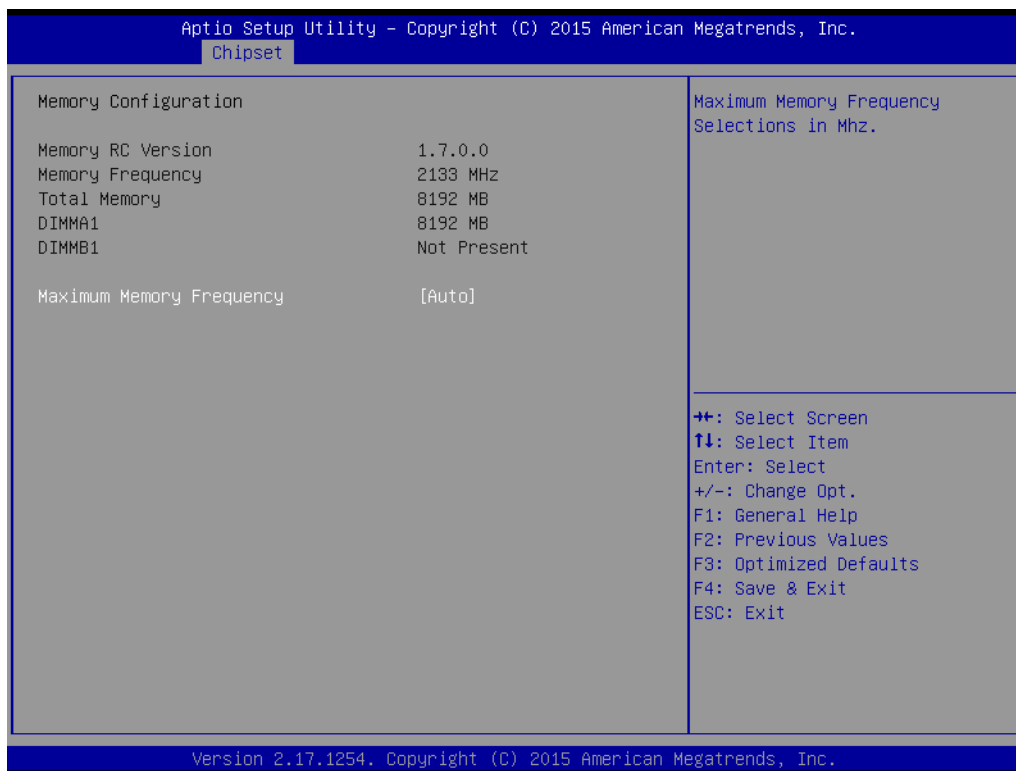 Aptio Setup Utility – Copyright (C) 2015 American Megatrends, Inc.
Chipset
Memory Configuration
Memory RC Version 1.7.0.0
Memory Frequency 2133 MHz
Total Memory 8192 MB
DIMMA1 8192 MB
DIMMB1 Not Present
Maximum Memory Frequency [Auto]
Maximum Memory Frequency
Selections in Mhz.
→←: Select Screen
↑↓: Select Item
Enter: Select
+/-: Change Opt.
F1: General Help
F2: Previous Values
F3: Optimized Defaults
F4: Save & Exit
ESC: Exit
Version 2.17.1254. Copyright (C) 2015 American Megatrends, Inc.